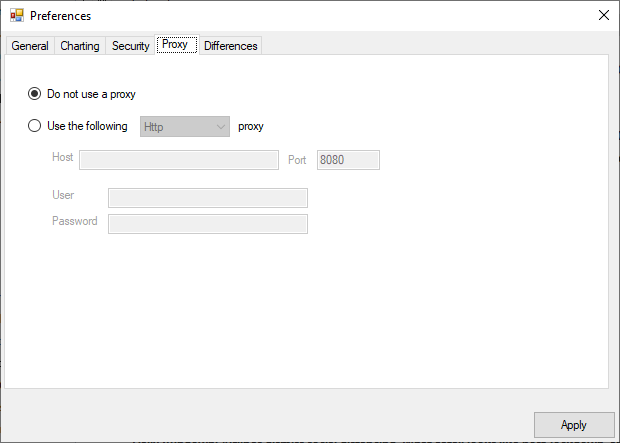 Preferences
General Charting Security Proxy Differences
Do not use a proxy
Use the following Http proxy
Host Port 8080
User
Password
Apply